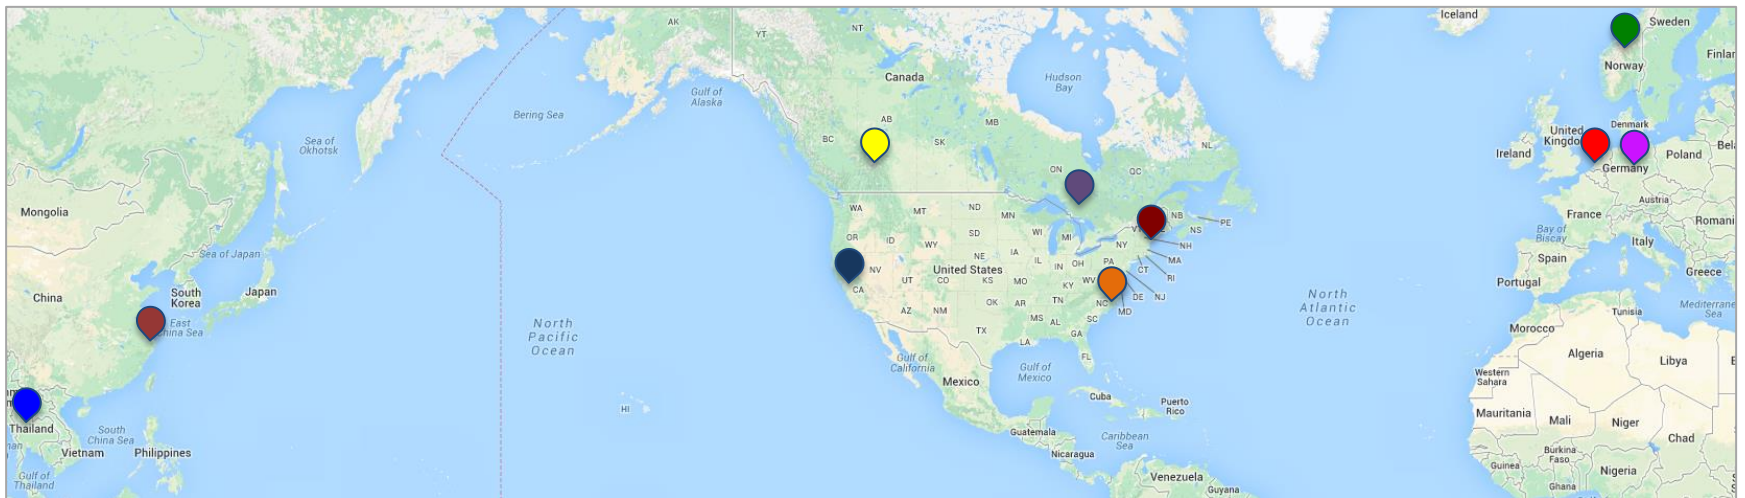 AK
YT
NT
Iceland
Sweden
Finlan
Norway
Canada
Hudson
Bay
Gulf of
Alaska
Bering Sea
Sea of
Okhotsk
AB
BC
SK
MB
ON
QC
NL
Denmark
United
Kingdo
Ireland
Poland
Bela
Germany
Mongolia
WA
MT
ND
MN
NB
PE
NS
France
Austria
Romani
OR
ID
SD
WI
MI
VT
NH
Sea of Japan
NY
Bay of
Biscay
Italy
WY
NE
IA
IL
IN
OH
PA
MA
CT
RI
Spain
Greece
NV
UT
United States
CO
KS
MO
KY
WV
DE
NJ
Portugal
China
South
Korea
Japan
CA
North
Atlantic
Ocean
East
China Sea
AZ
NM
OK
AR
TN
NC
MD
Mediterrane
Sea
Tunisia
Morocco
North
Pacific
Ocean
TX
MS
AL
SC
GA
LA
FL
Algeria
Libya
Gulf of
California
Gulf of
Mexico
Mexico
Western
Sahara
Cuba
Puerto
Rico
HI
Mauritania
Mali
Niger
Chad
Thailand
South
China Sea
Vietnam
Philippines
Guatemala
Caribbean
Sea
Nicaragua
Burkina
Faso
Guinea
Nigeria
Gulf of
Thailand
Venezuela
Guyana
Ghana